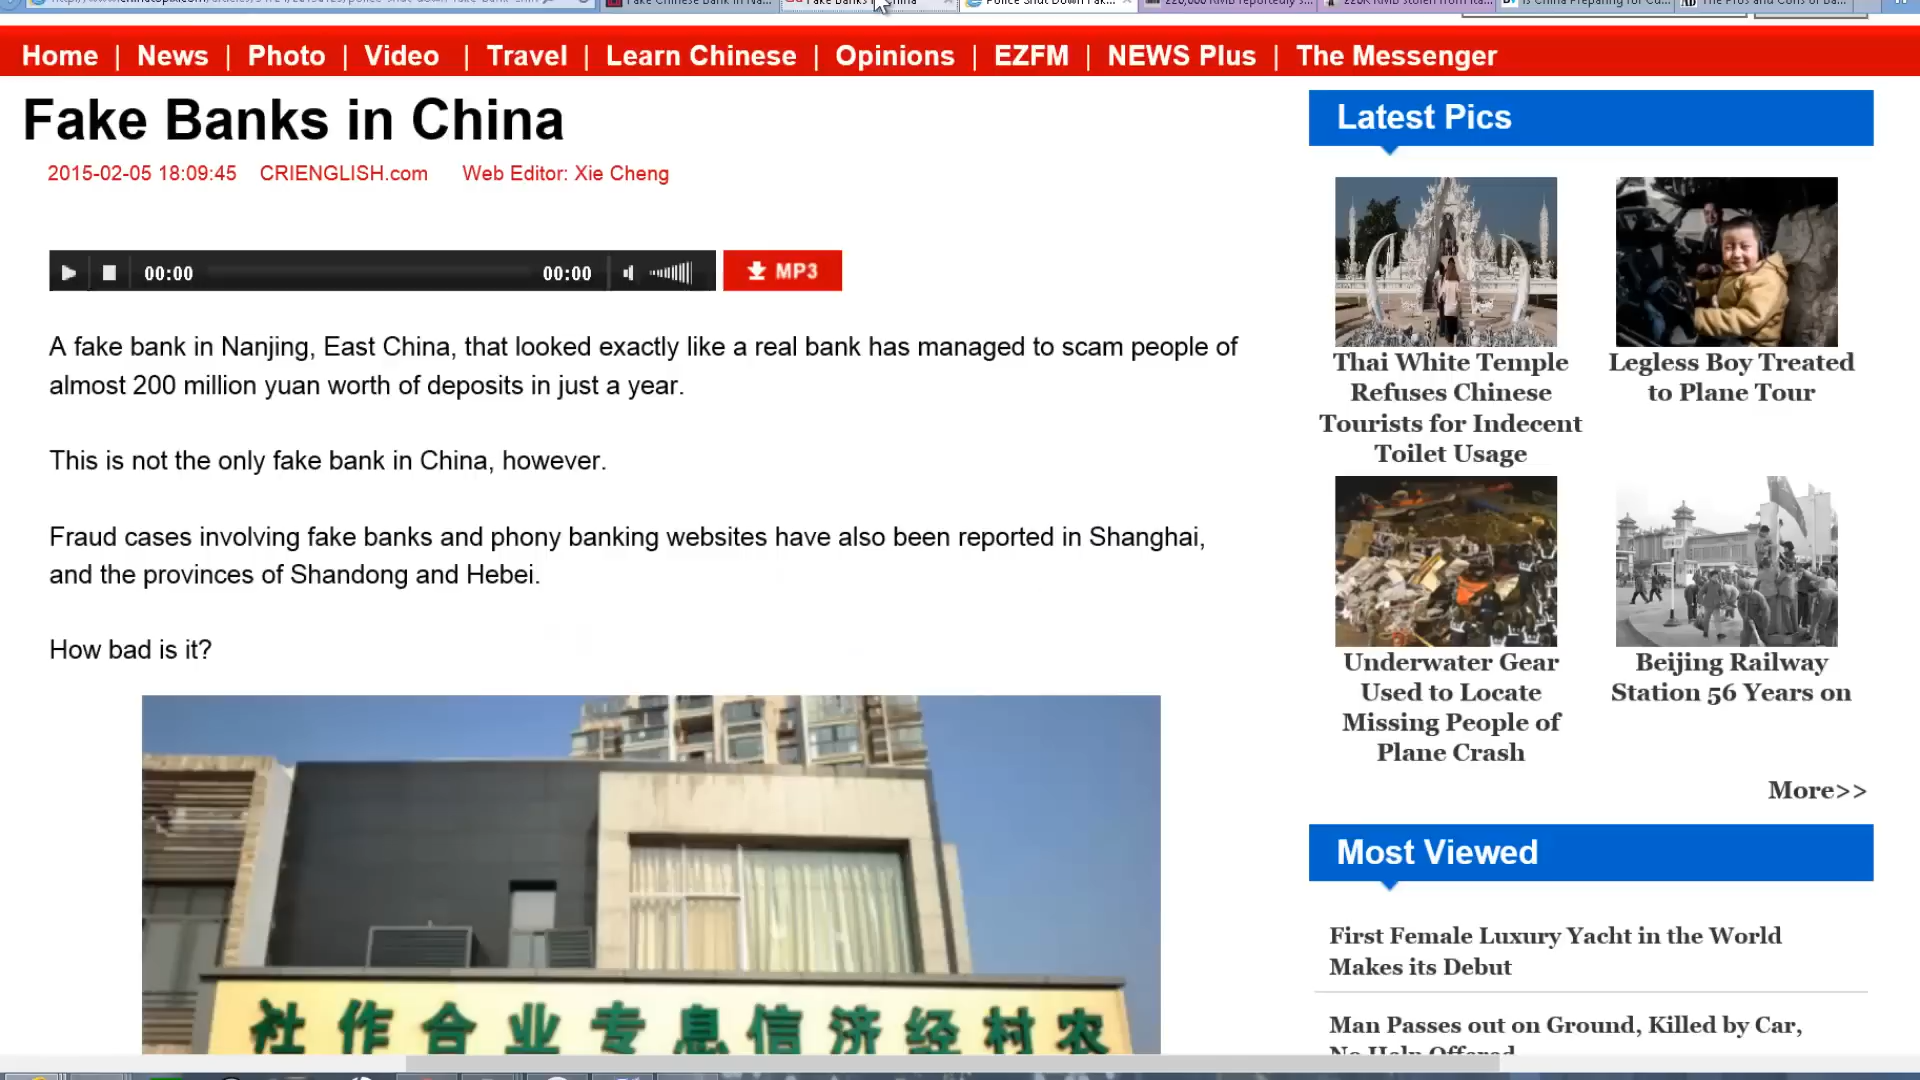 Home | News | Photo | Video | Travel | Learn Chinese | Opinions | EZFM | NEWS Plus | The Messenger
Fake Banks in China
2015-02-05 18:09:45 CRIENGLISH.com Web Editor: Xie Cheng
00:00 00:00 MP3
A fake bank in Nanjing, East China, that looked exactly like a real bank has managed to scam people of
almost 200 million yuan worth of deposits in just a year.
This is not the only fake bank in China, however.
Fraud cases involving fake banks and phony banking websites have also been reported in Shanghai,
and the provinces of Shandong and Hebei.
How bad is it?
社作合业专息信济经村农
Latest Pics
Thai White Temple
Refuses Chinese
Tourists for Indecent
Toilet Usage
Legless Boy Treated
to Plane Tour
Underwater Gear
Used to Locate
Missing People of
Plane Crash
Beijing Railway
Station 56 Years on
More>>
Most Viewed
First Female Luxury Yacht in the World
Makes its Debut
Man Passes out on Ground, Killed by Car,
No Help Offered